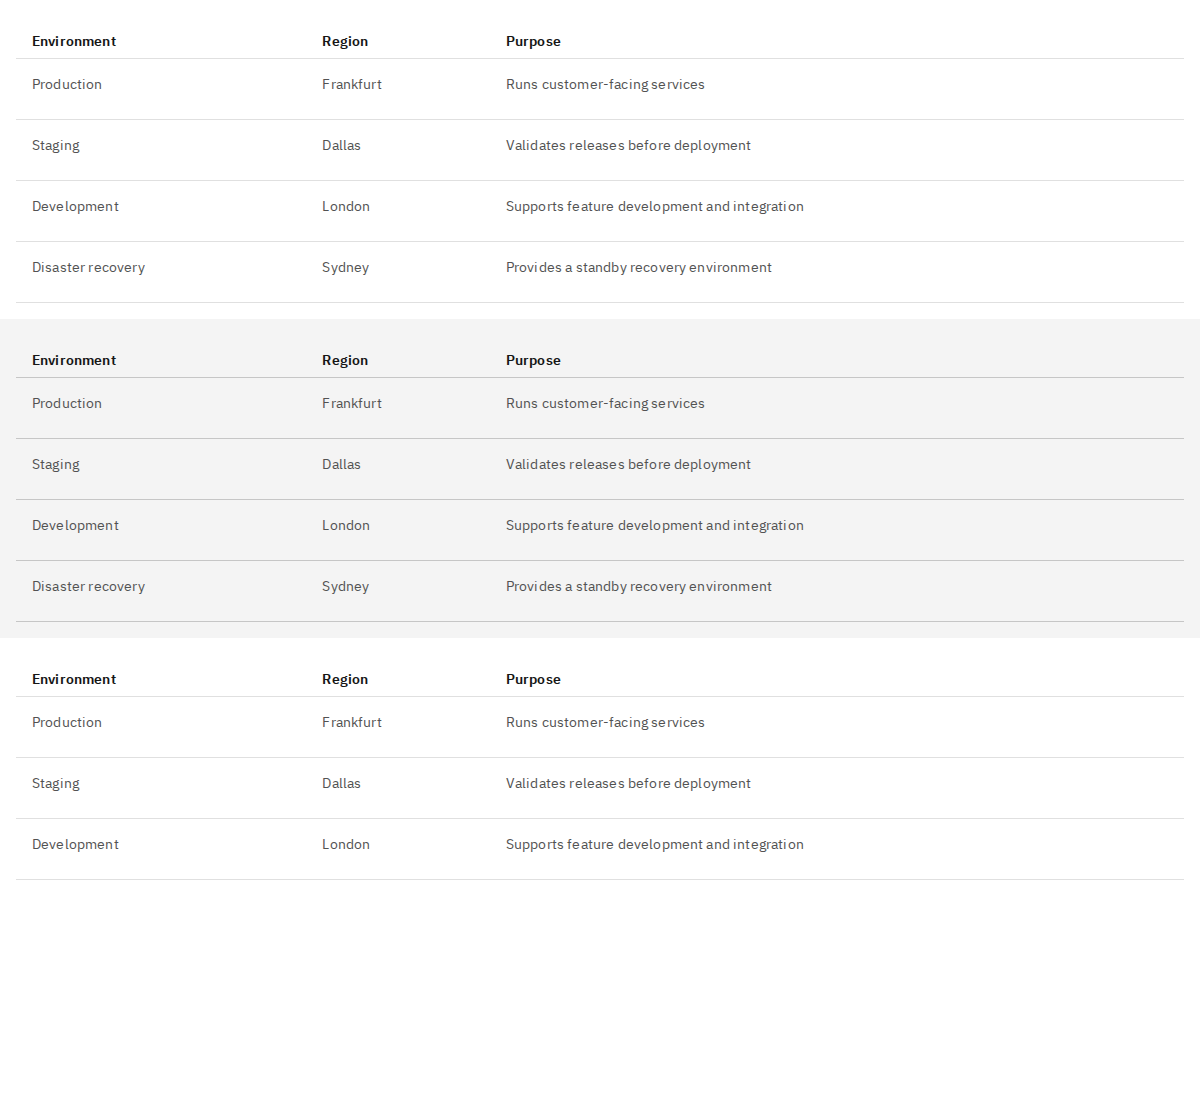 Environment Region Purpose
Production Frankfurt Runs customer-facing services
Staging Dallas Validates releases before deployment
Development London Supports feature development and integration
Disaster recovery Sydney Provides a standby recovery environment
Environment Region Purpose
Production Frankfurt Runs customer-facing services
Staging Dallas Validates releases before deployment
Development London Supports feature development and integration
Disaster recovery Sydney Provides a standby recovery environment
Environment Region Purpose
Production Frankfurt Runs customer-facing services
Staging Dallas Validates releases before deployment
Development London Supports feature development and integration